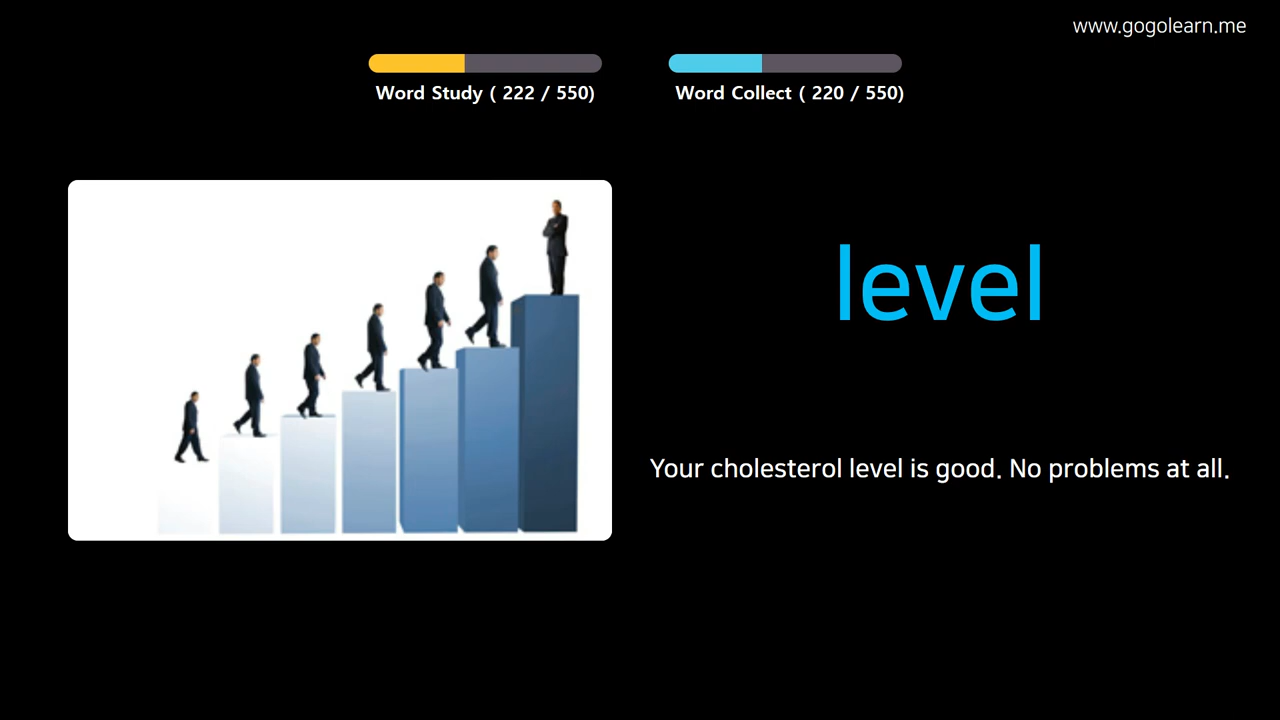 www.gogolearn.me
Word Study ( 222 / 550)
Word Collect ( 220 / 550)
level
Your cholesterol level is good. No problems at all.